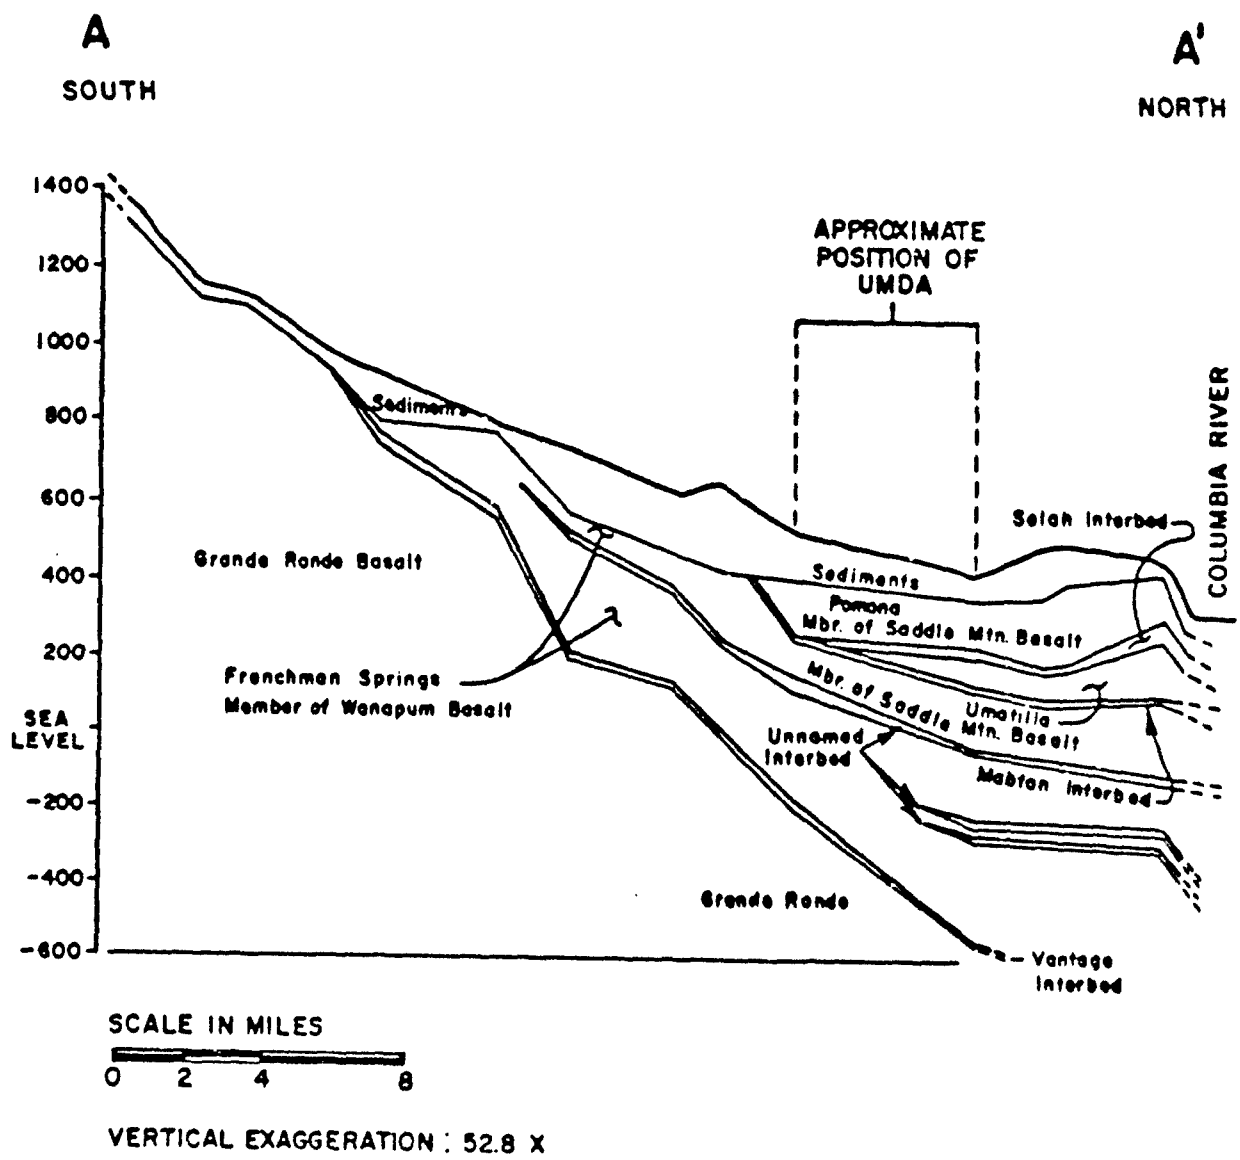 A
SOUTH
A'
NORTH
1400
1200
1000
800
600
400
200
SEA
LEVEL
-200
-400
-600
APPROXIMATE
POSITION OF
UMDA
COLUMBIA RIVER
Sediments
Selah Interbed
Grande Ronde Basalt
Sediments
Pomona
Mbr. of Saddle Mtn. Basalt
Frenchman Springs
Member of Wanapum Basalt
Umatilla
Mbr. of Saddle Mtn. Basalt
Unnamed
Interbed
Mabton Interbed
Grande Ronde
Vantage
Interbed
SCALE IN MILES
0 2 4 8
VERTICAL EXAGGERATION : 52.8 X